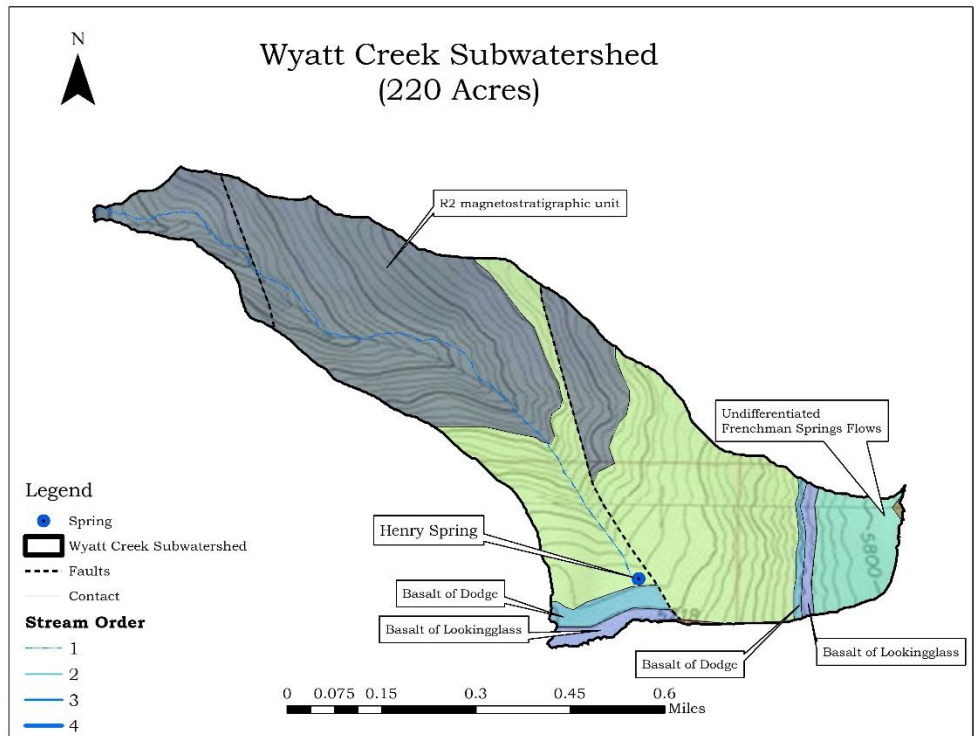 Wyatt Creek Subwatershed
(220 Acres)
N
R2 magnetostratigraphic unit
Undifferentiated
Frenchman Springs Flows
5800
Henry Spring
Basalt of Dodge
Basalt of Lookingglass
Basalt of Dodge
Basalt of Lookingglass
Legend
Spring
Wyatt Creek Subwatershed
Faults
Contact
Stream Order
1
2
3
4
0 0.075 0.15 0.3 0.45 0.6
Miles